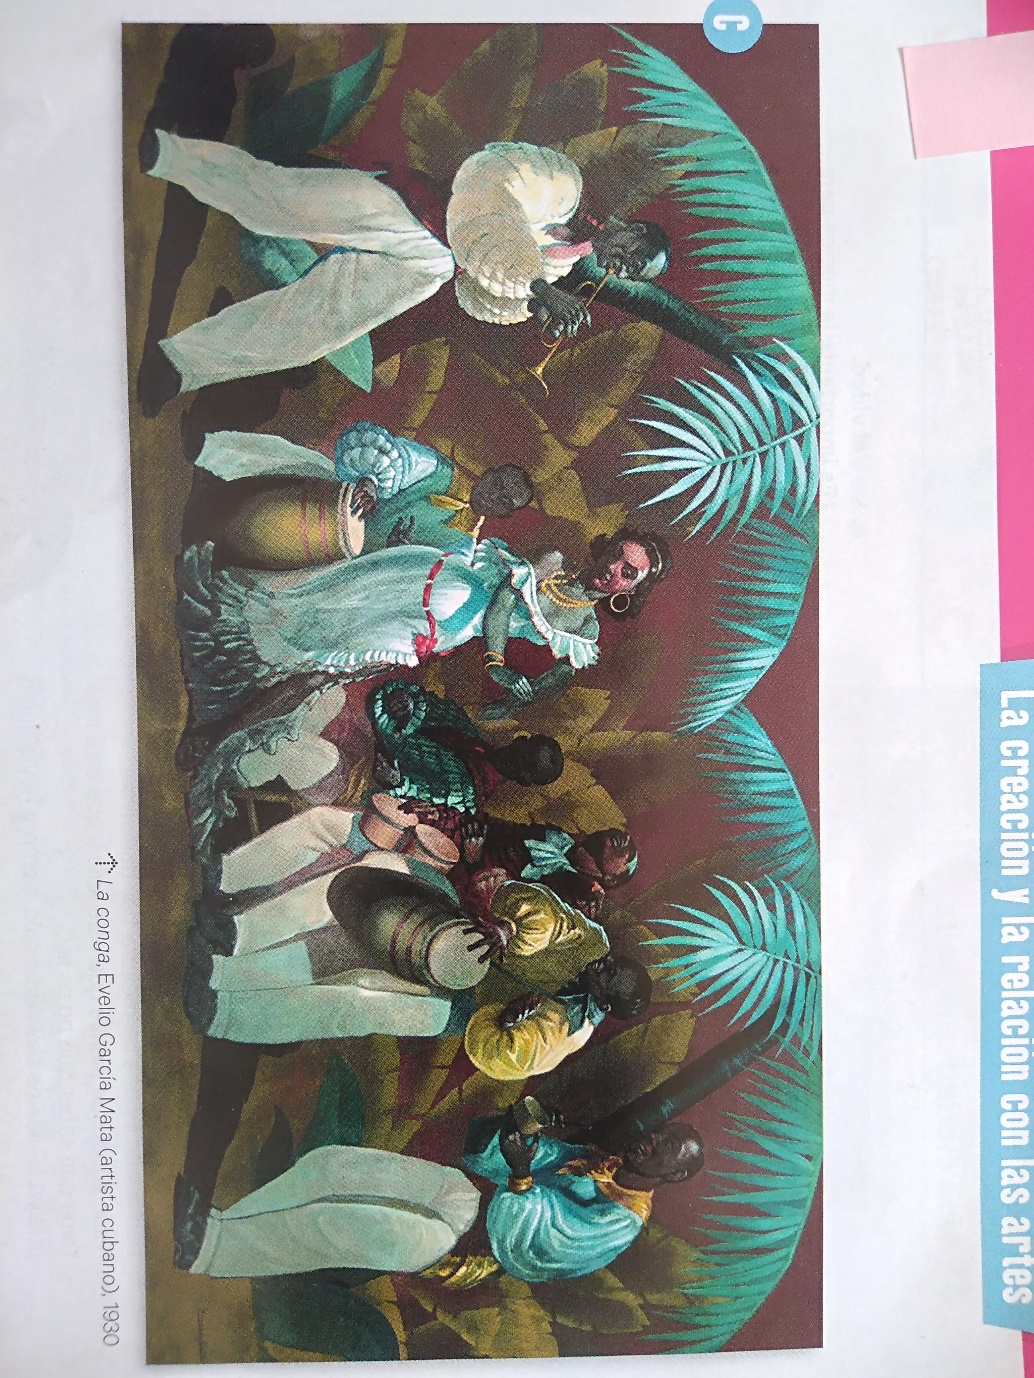 La creación y la relación con las artes
C
La conga, Evelio García Mata (artista cubano), 1930